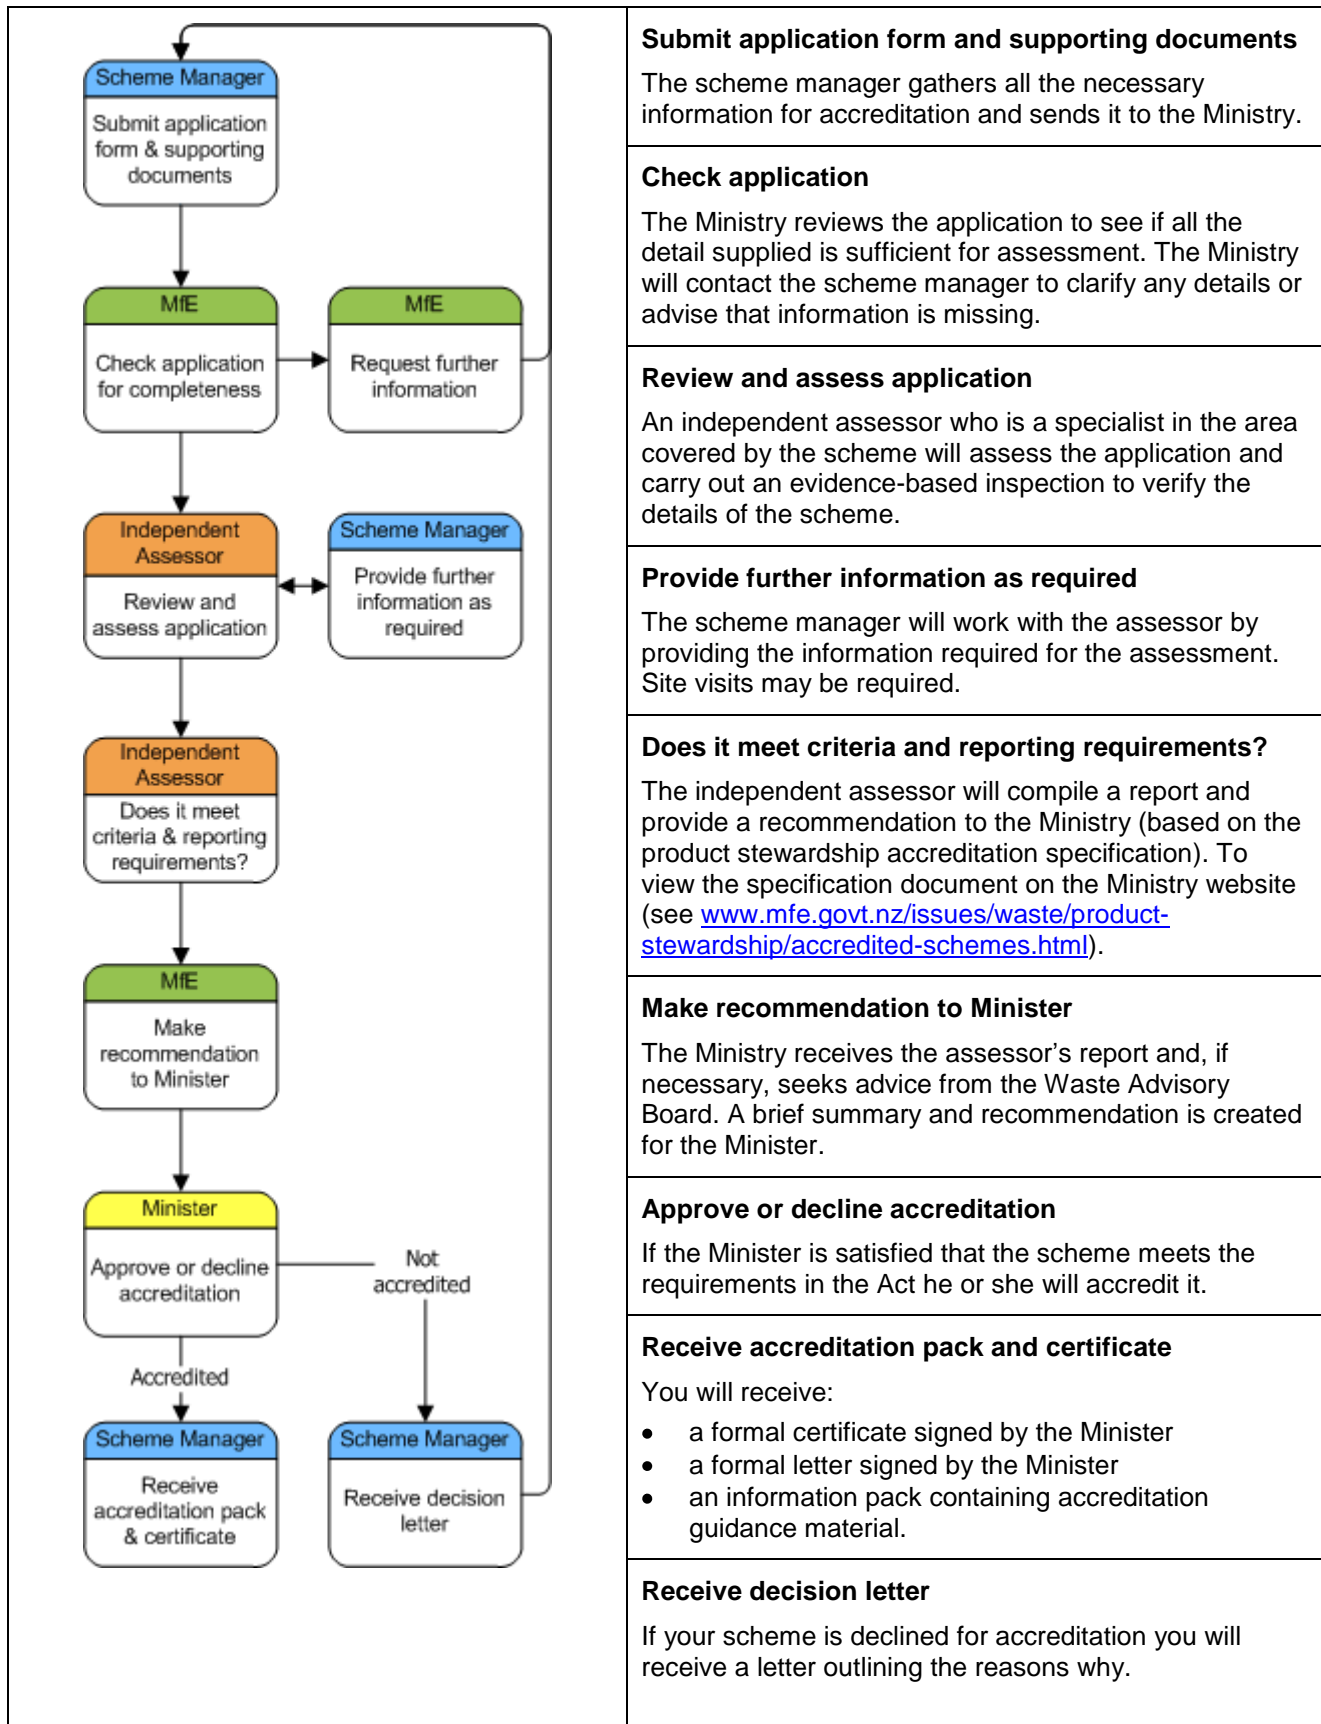 Scheme Manager
Submit application
form & supporting
documents
MfE
Check application
for completeness
MfE
Request further
information
Independent
Assessor
Review and
assess application
Scheme Manager
Provide further
information as
required
Independent
Assessor
Does it meet
criteria & reporting
requirements?
MfE
Make
recommendation
to Minister
Minister
Approve or decline
accreditation
Not
accredited
Accredited
Scheme Manager
Receive
accreditation pack
& certificate
Scheme Manager
Receive decision
letter
Submit application form and supporting documents
The scheme manager gathers all the necessary
information for accreditation and sends it to the Ministry.
Check application
The Ministry reviews the application to see if all the
detail supplied is sufficient for assessment. The Ministry
will contact the scheme manager to clarify any details or
advise that information is missing.
Review and assess application
An independent assessor who is a specialist in the area
covered by the scheme will assess the application and
carry out an evidence-based inspection to verify the
details of the scheme.
Provide further information as required
The scheme manager will work with the assessor by
providing the information required for the assessment.
Site visits may be required.
Does it meet criteria and reporting requirements?
The independent assessor will compile a report and
provide a recommendation to the Ministry (based on the
product stewardship accreditation specification). To
view the specification document on the Ministry website
(see www.mfe.govt.nz/issues/waste/product-
stewardship/accredited-schemes.html).
Make recommendation to Minister
The Ministry receives the assessor’s report and, if
necessary, seeks advice from the Waste Advisory
Board. A brief summary and recommendation is created
for the Minister.
Approve or decline accreditation
If the Minister is satisfied that the scheme meets the
requirements in the Act he or she will accredit it.
Receive accreditation pack and certificate
You will receive:
• a formal certificate signed by the Minister
• a formal letter signed by the Minister
• an information pack containing accreditation
guidance material.
Receive decision letter
If your scheme is declined for accreditation you will
receive a letter outlining the reasons why.